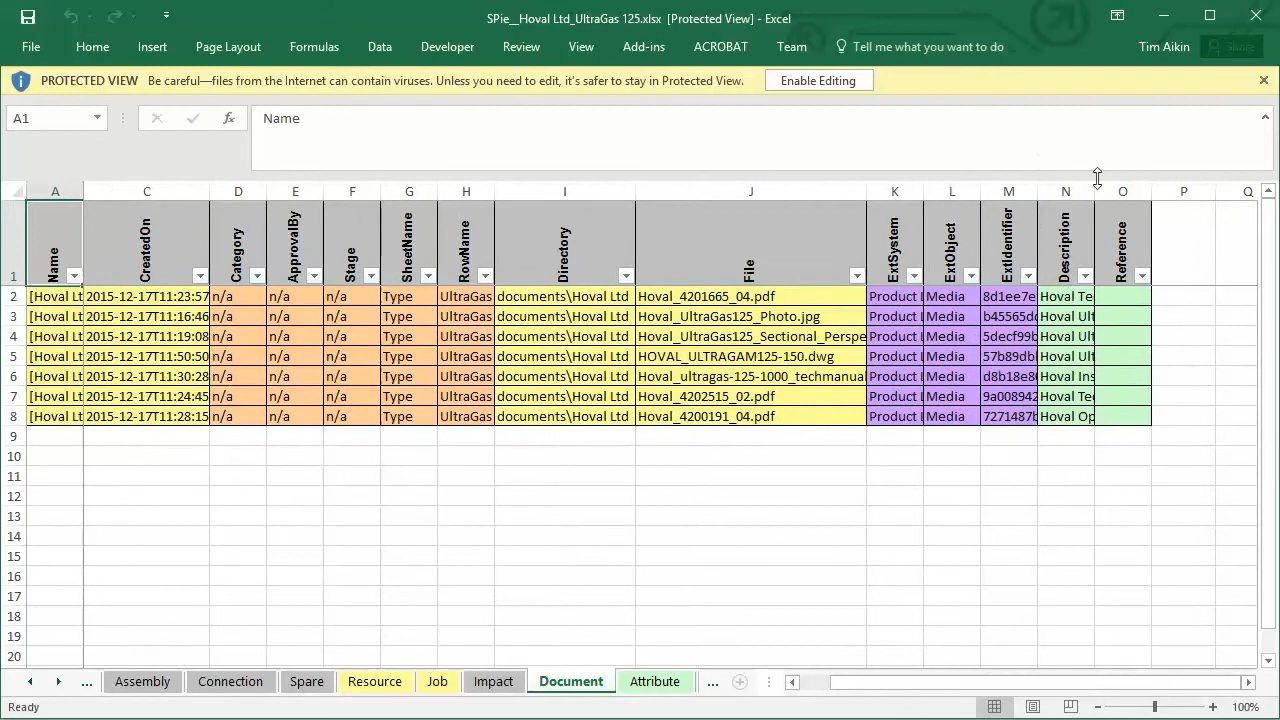 SPie__Hoval Ltd_UltraGas 125.xlsx [Protected View] - Excel
File Home Insert Page Layout Formulas Data Developer Review View Add-ins ACROBAT Team Tell me what you want to do Tim Aikin Share
PROTECTED VIEW Be careful—files from the Internet can contain viruses. Unless you need to edit, it's safer to stay in Protected View. Enable Editing
A1 fx Name
A C D E F G H I J K L M N O P Q
1 Name CreatedOn Category ApprovalBy Stage SheetName RowName Directory File ExtSystem ExtObject ExtIdentifier Description Reference
2 [Hoval Lt 2015-12-17T11:23:57 n/a n/a n/a Type UltraGas documents\Hoval Ltd Hoval_4201665_04.pdf Product Media 8d1ee7e Hoval Te
3 [Hoval Lt 2015-12-17T11:16:46 n/a n/a n/a Type UltraGas documents\Hoval Ltd Hoval_UltraGas125_Photo.jpg Product Media b45565d Hoval Ult
4 [Hoval Lt 2015-12-17T11:19:08 n/a n/a n/a Type UltraGas documents\Hoval Ltd Hoval_UltraGas125_Sectional_Perspe Product Media 5decf99b Hoval Ult
5 [Hoval Lt 2015-12-17T11:50:50 n/a n/a n/a Type UltraGas documents\Hoval Ltd HOVAL_ULTRAGAM125-150.dwg Product Media 57b89db Hoval Ult
6 [Hoval Lt 2015-12-17T11:30:28 n/a n/a n/a Type UltraGas documents\Hoval Ltd Hoval_ultragas-125-1000_techmanual Product Media d8b18e8 Hoval Ins
7 [Hoval Lt 2015-12-17T11:24:45 n/a n/a n/a Type UltraGas documents\Hoval Ltd Hoval_4202515_02.pdf Product Media 9a008942 Hoval Te
8 [Hoval Lt 2015-12-17T11:28:15 n/a n/a n/a Type UltraGas documents\Hoval Ltd Hoval_4200191_04.pdf Product Media 7271487b Hoval Op
9
10
11
12
13
14
15
16
17
18
19
20
... Assembly Connection Spare Resource Job Impact Document Attribute ...
Ready 100%